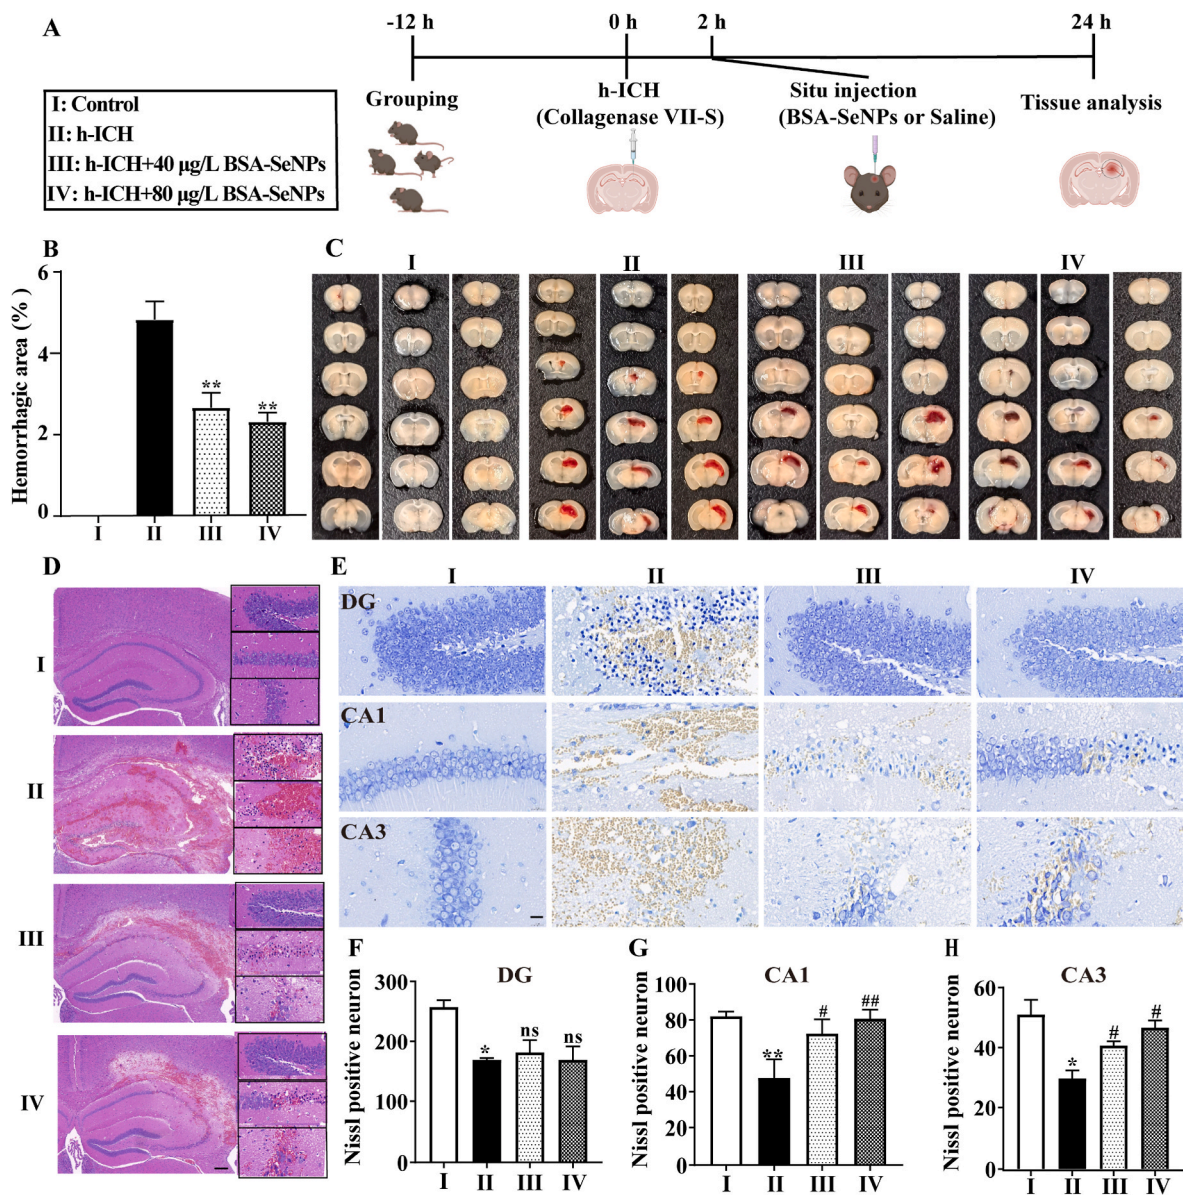 A
-12 h
0 h
2 h
24 h
I: Control
II: h-ICH
III: h-ICH+40 μg/L BSA-SeNPs
IV: h-ICH+80 μg/L BSA-SeNPs
Grouping
h-ICH
(Collagenase VII-S)
Situ injection
(BSA-SeNPs or Saline)
Tissue analysis
B
Hemorrhagic area (%)
6
4
2
0
**
**
I II III IV
C
I II III IV
D
I
II
III
IV
E
I II III IV
DG
CA1
CA3
F
DG
Nissl positive neuron
300
200
100
0
*
ns
ns
I II III IV
G
CA1
Nissl positive neuron
100
80
60
40
20
0
**
#
##
I II III IV
H
CA3
Nissl positive neuron
60
40
20
0
*
#
#
I II III IV